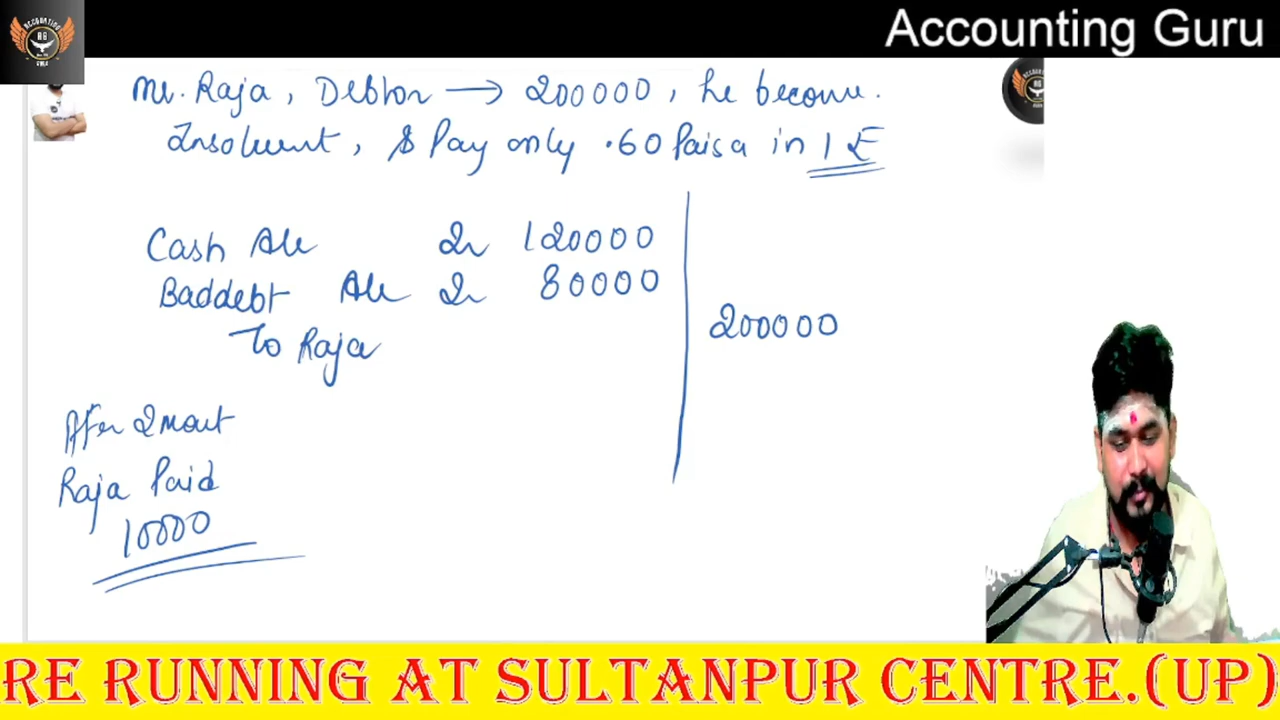 Accounting Guru
Mr. Raja, Debtor → 200000, he become.
Insolvent, & Pay only .60 Paisa in 1 ₹
Cash A/c Dr 120000
Baddebt A/c Dr 80000
To Raja 200000
After 2 mont
Raja Paid
10000
RE RUNNING AT SULTANPUR CENTRE.(UP)